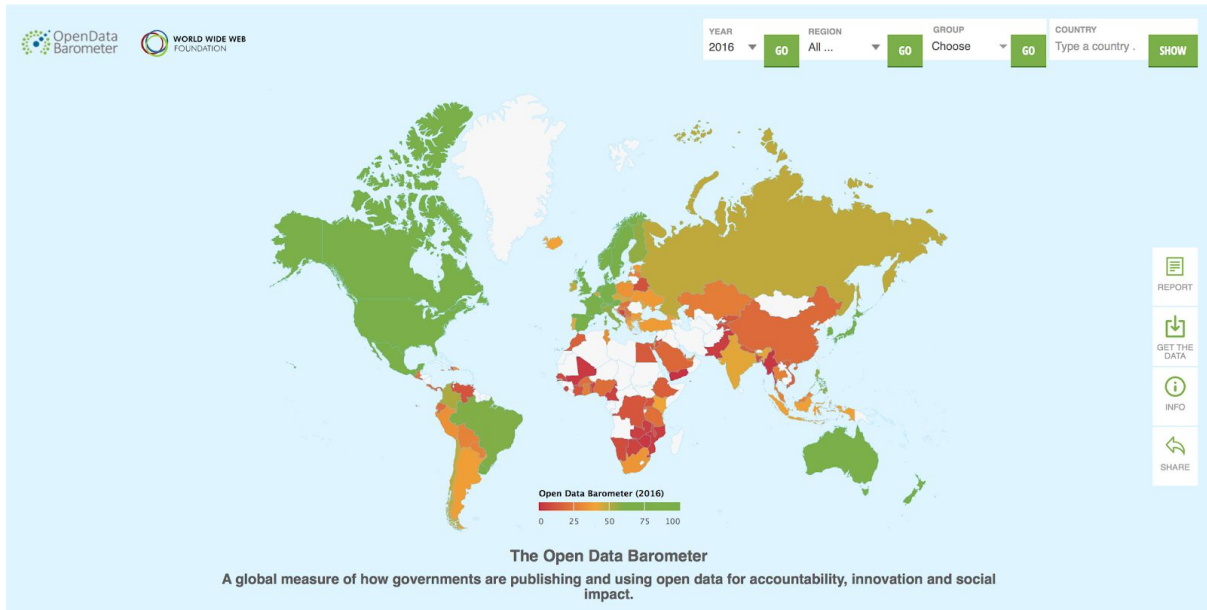 OpenData
Barometer
WORLD WIDE WEB
FOUNDATION
YEAR
2016
GO
REGION
All ...
GO
GROUP
Choose
GO
COUNTRY
Type a country .
SHOW
REPORT
GET THE
DATA
INFO
SHARE
Open Data Barometer (2016)
0 25 50 75 100
The Open Data Barometer
A global measure of how governments are publishing and using open data for accountability, innovation and social
impact.